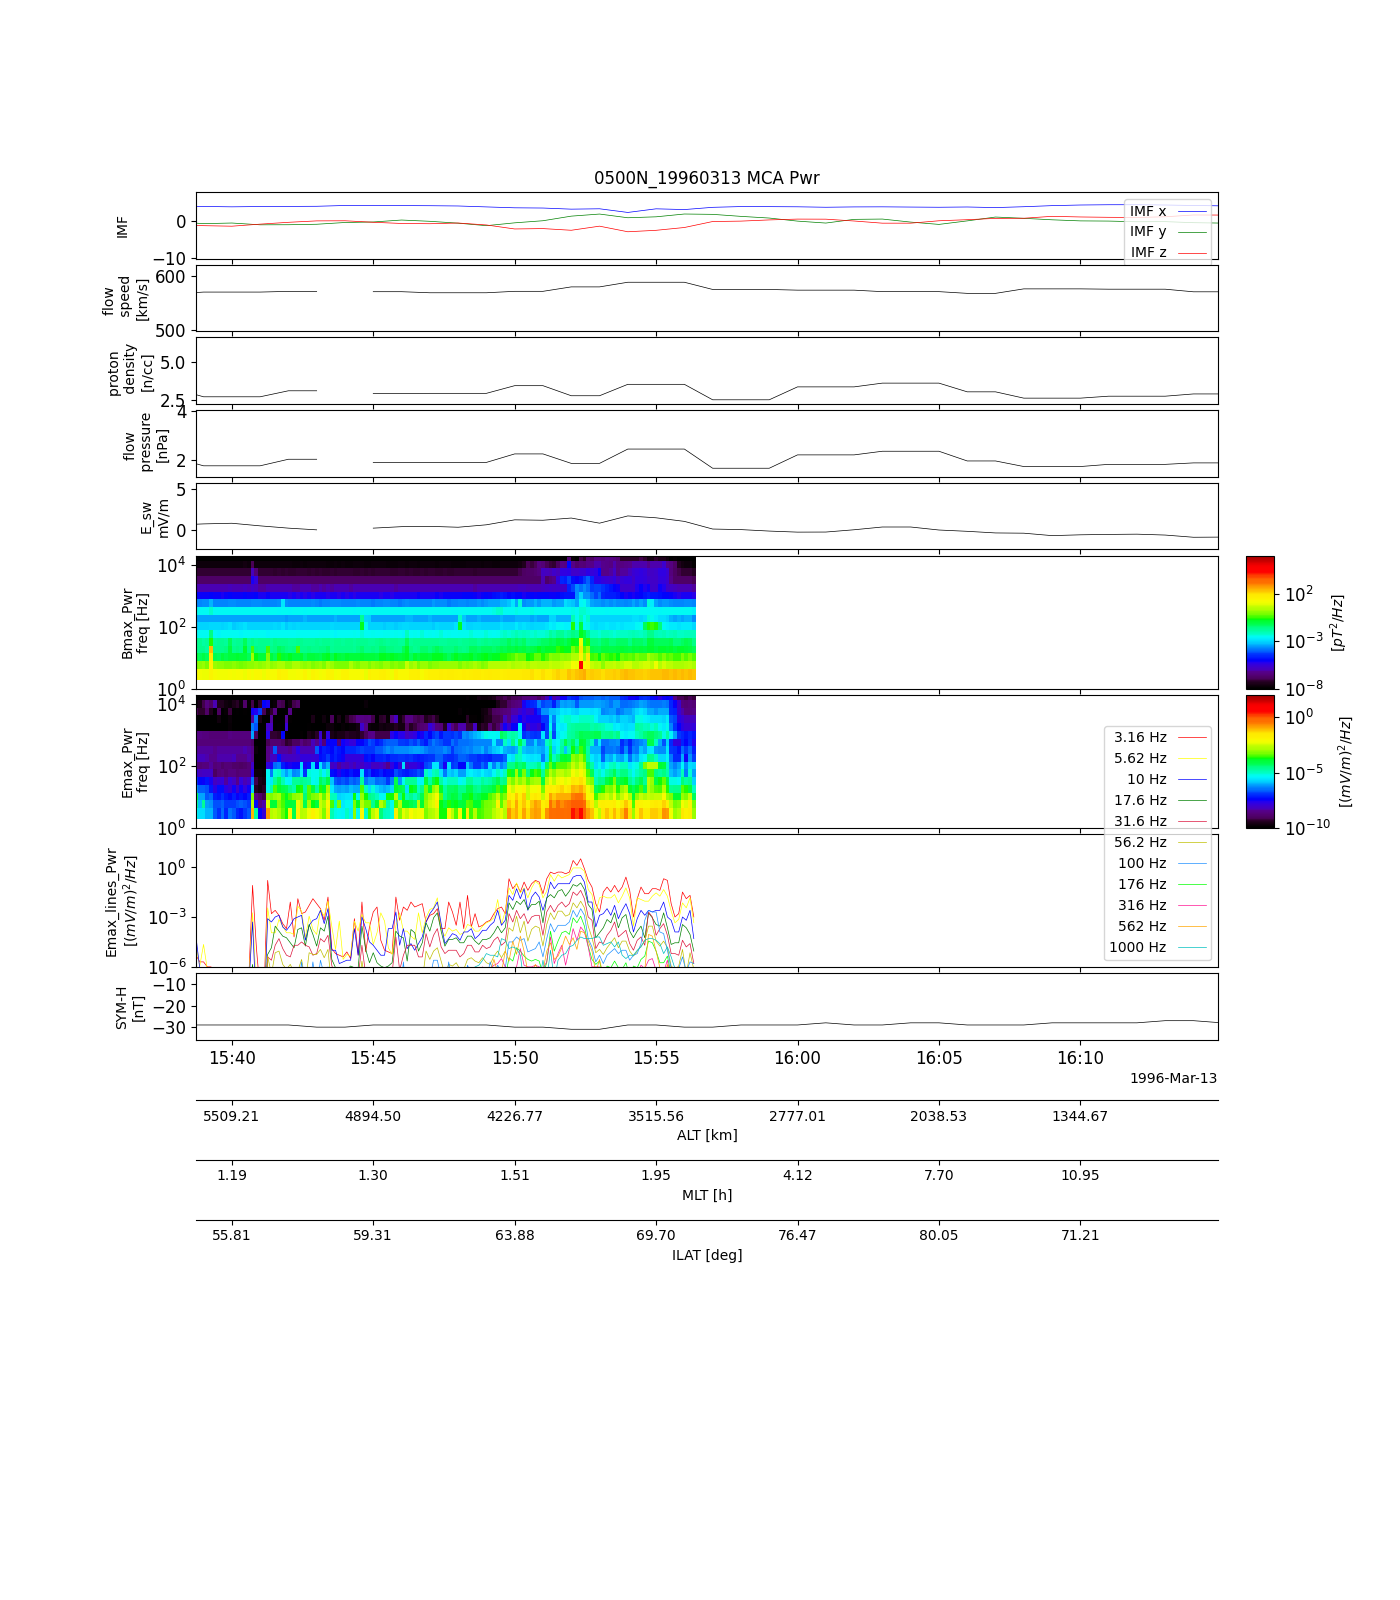 0500N_19960313 MCA Pwr
IMF
0
−10
IMF x
IMF y
IMF z
flow
speed
[km/s]
600
500
proton
density
[n/cc]
5.0
2.5
flow
pressure
[nPa]
4
2
E_sw
mV/m
5
0
Bmax_Pwr
freq [Hz]
10^4
10^2
10^0
10^2
10^−3
10^−8
[pT^2/Hz]
Emax_Pwr
freq [Hz]
10^4
10^2
10^0
10^0
10^−5
10^−10
[(mV/m)^2/Hz]
3.16 Hz
5.62 Hz
10 Hz
17.6 Hz
31.6 Hz
56.2 Hz
100 Hz
176 Hz
316 Hz
562 Hz
1000 Hz
Emax_lines_Pwr
[(mV/m)^2/Hz]
10^0
10^−3
10^−6
SYM-H
[nT]
−10
−20
−30
15:40 15:45 15:50 15:55 16:00 16:05 16:10
1996-Mar-13
5509.21 4894.50 4226.77 3515.56 2777.01 2038.53 1344.67
ALT [km]
1.19 1.30 1.51 1.95 4.12 7.70 10.95
MLT [h]
55.81 59.31 63.88 69.70 76.47 80.05 71.21
ILAT [deg]